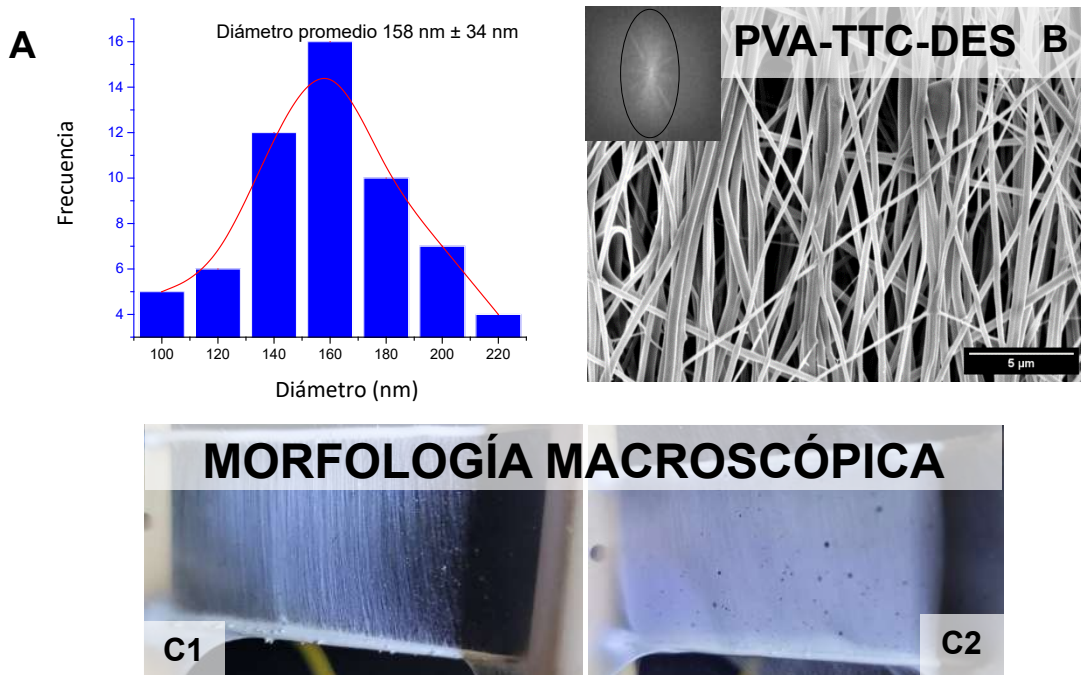 A
Diámetro promedio 158 nm ± 34 nm
Frecuencia
16
14
12
10
8
6
4
100 120 140 160 180 200 220
Diámetro (nm)
PVA-TTC-DES B
5 µm
MORFOLOGÍA MACROSCÓPICA
C1
C2